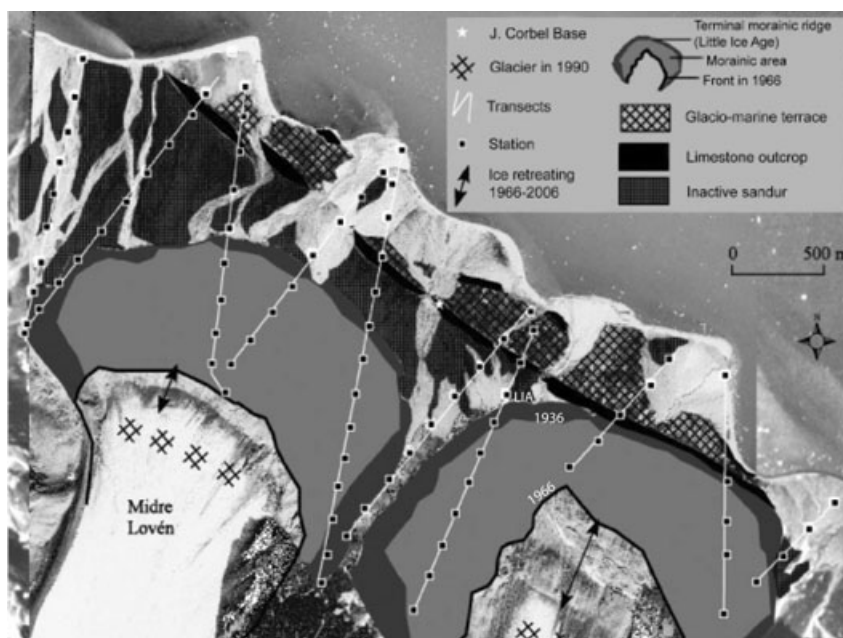 J. Corbel Base
Glacier in 1990
Transects
Station
Ice retreating
1966-2006
Terminal morainic ridge
(Little Ice Age)
Morainic area
Front in 1966
Glacio-marine terrace
Limestone outcrop
Inactive sandur
0 500 m
N
LIA
1936
1966
Midre
Lovén